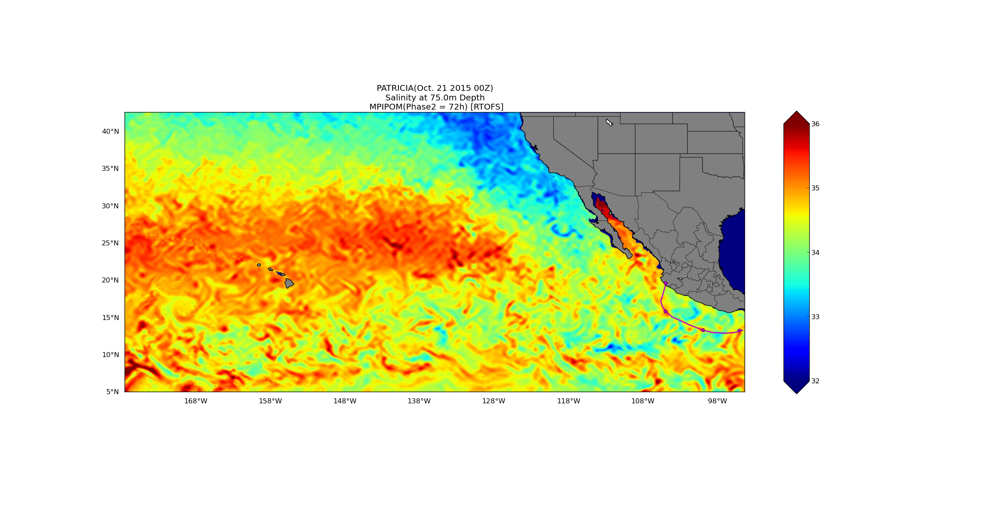 PATRICIA(Oct. 21 2015 00Z)
Salinity at 75.0m Depth
MPIPOM(Phase2 = 72h) [RTOFS]
40°N
35°N
30°N
25°N
20°N
15°N
10°N
5°N
168°W
158°W
148°W
138°W
128°W
118°W
108°W
98°W
36
35
34
33
32